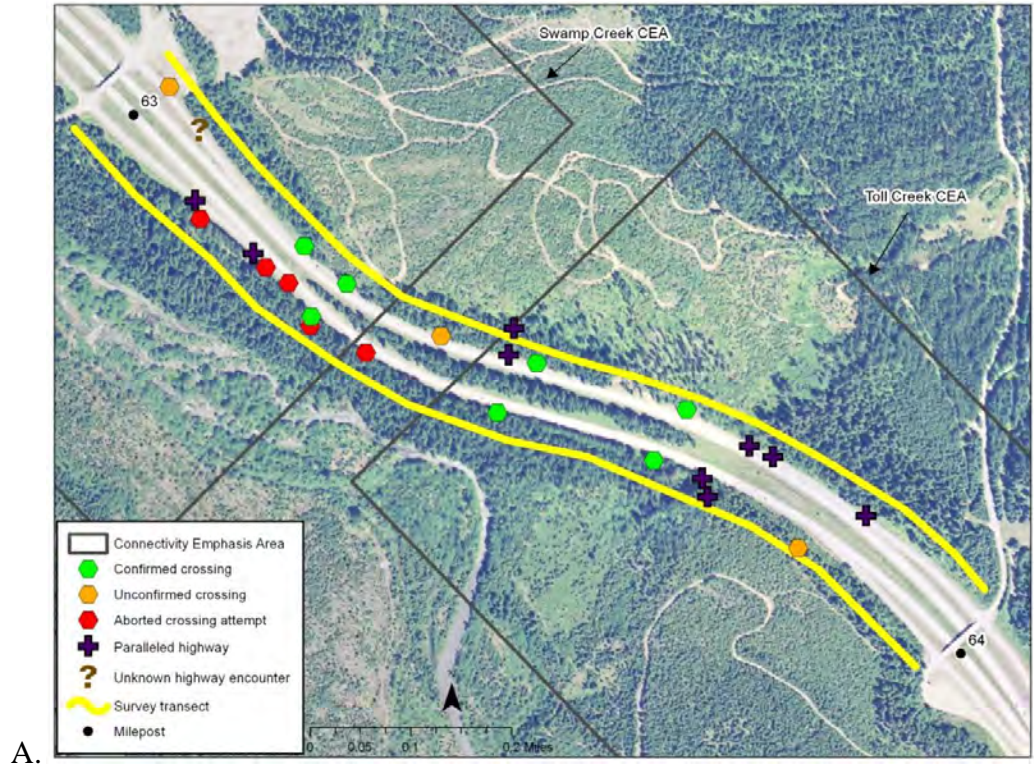 Swamp Creek CEA
63
?
Toll Creek CEA
Connectivity Emphasis Area
Confirmed crossing
Unconfirmed crossing
Aborted crossing attempt
Paralleled highway
? Unknown highway encounter
Survey transect
Milepost
64
0 0.05 0.1 0.2 Miles
A.